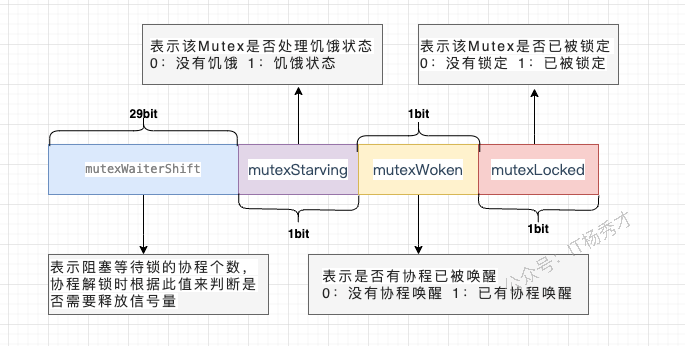 表示该Mutex是否处理饥饿状态
0：没有饥饿 1：饥饿状态
表示该Mutex是否已被锁定
0：没有锁定 1：已被锁定
29bit
1bit
mutexWaiterShift
mutexStarving
mutexWoken
mutexLocked
1bit
1bit
表示阻塞等待锁的协程个数，
协程解锁时根据此值来判断是
否需要释放信号量
表示是否有协程已被唤醒
0：没有协程唤醒 1：已有协程唤醒
公众号：IT杨秀才